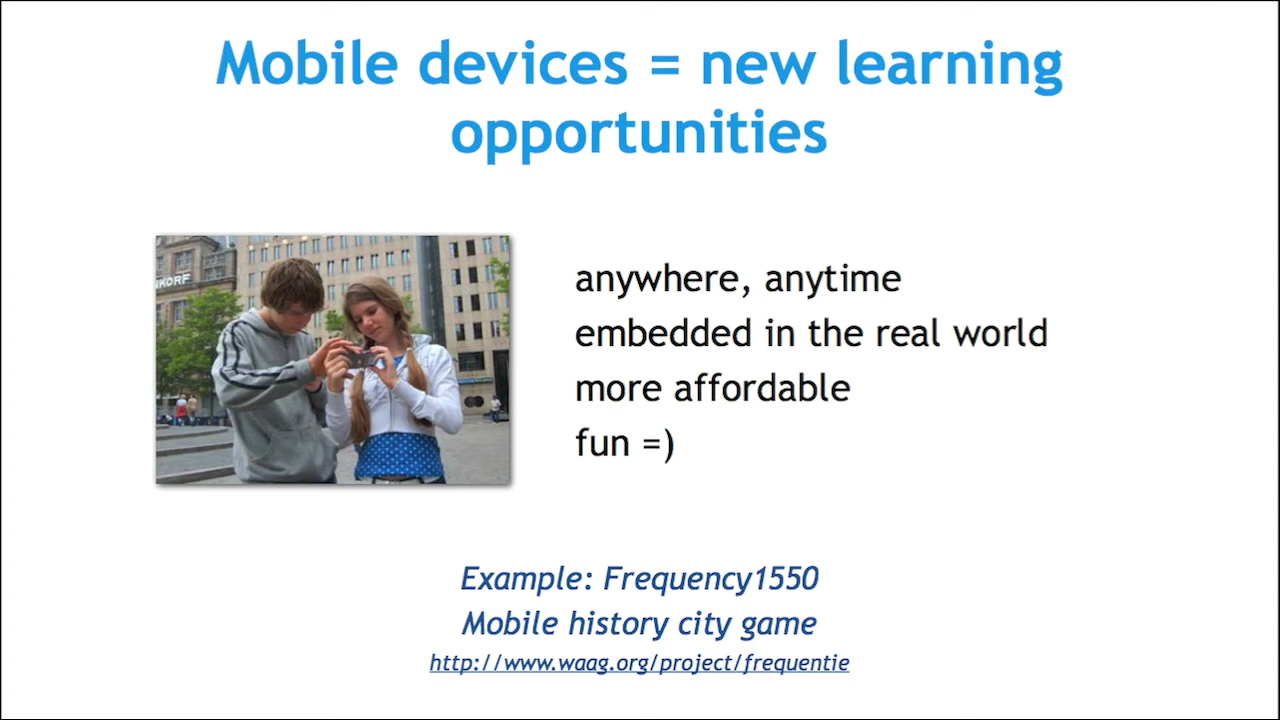 Mobile devices = new learning
opportunities
NKORF
anywhere, anytime
embedded in the real world
more affordable
fun =)
Example: Frequency1550
Mobile history city game
http://www.waag.org/project/frequentie